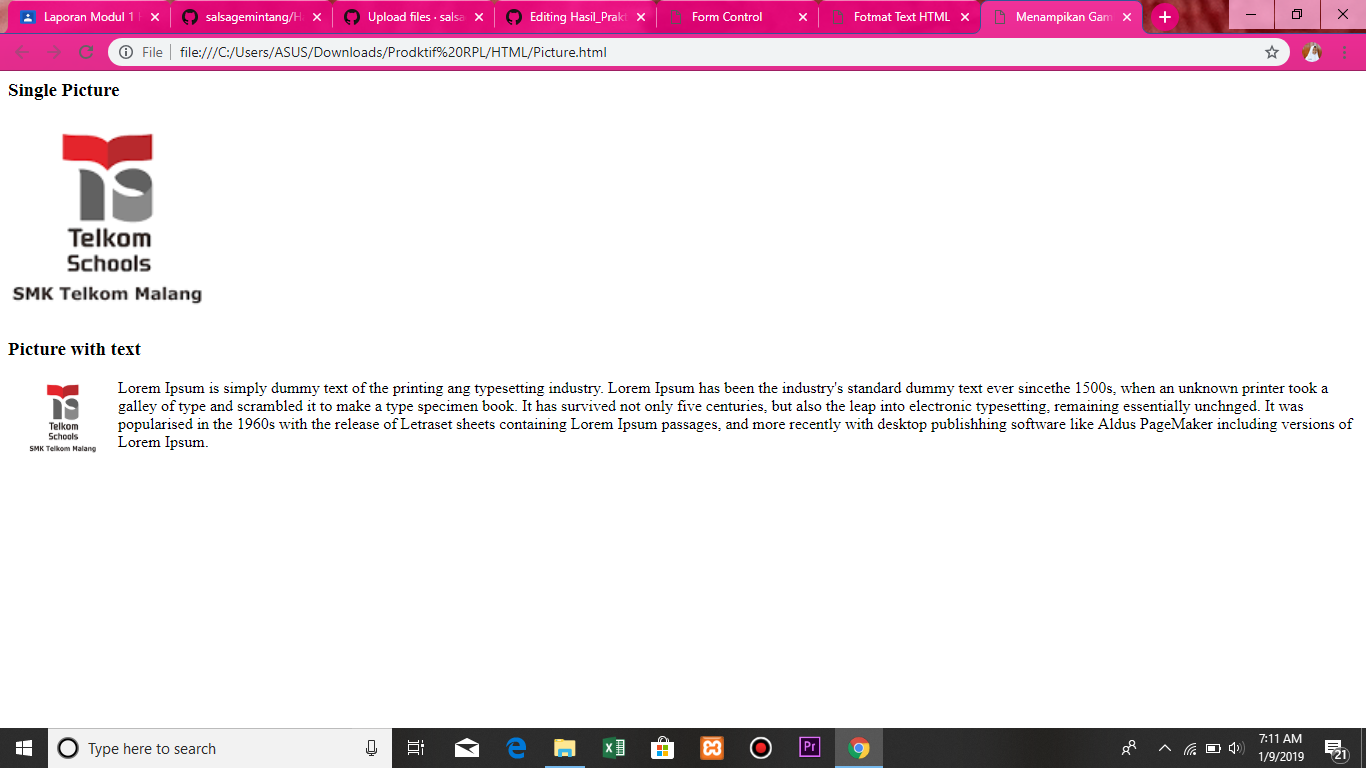 Laporan Modul 1
salsagemintang/H
Upload files · salsa
Editing Hasil_Prakt
Form Control
Fotmat Text HTML
Menampikan Gam
File
file:///C:/Users/ASUS/Downloads/Prodktif%20RPL/HTML/Picture.html
Single Picture
Telkom
Schools
SMK Telkom Malang
Picture with text
Telkom
Schools
SMK Telkom Malang
Lorem Ipsum is simply dummy text of the printing ang typesetting industry. Lorem Ipsum has been the industry's standard dummy text ever sincethe 1500s, when an unknown printer took a
galley of type and scrambled it to make a type specimen book. It has survived not only five centuries, but also the leap into electronic typesetting, remaining essentially unchnged. It was
popularised in the 1960s with the release of Letraset sheets containing Lorem Ipsum passages, and more recently with desktop publishhing software like Aldus PageMaker including versions of
Lorem Ipsum.
Type here to search
Pr
7:11 AM
1/9/2019
21